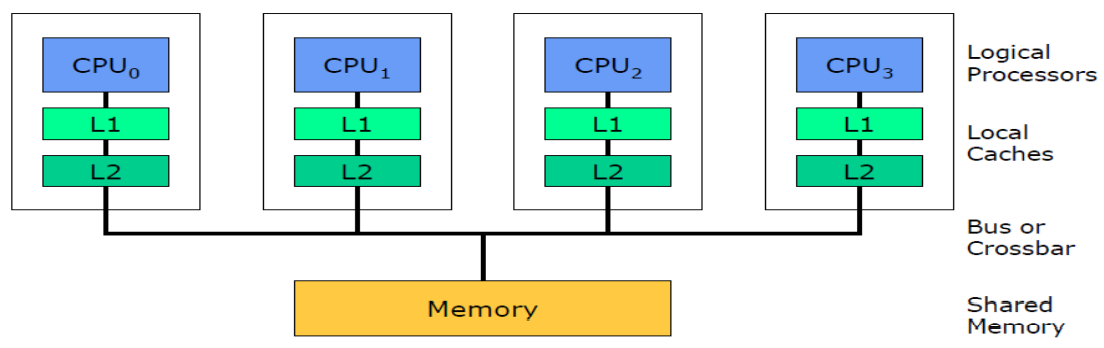 CPU₀ CPU₁ CPU₂ CPU₃
Logical
Processors
L1 L1 L1 L1
Local
Caches
L2 L2 L2 L2
Bus or
Crossbar
Memory
Shared
Memory